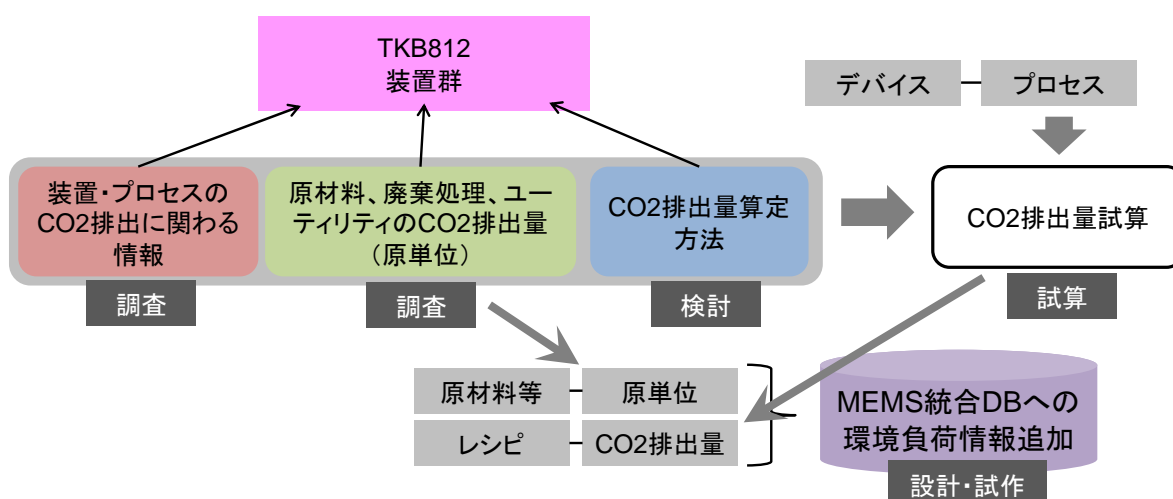 TKB812
装置群
デバイス
プロセス
装置・プロセスの
CO2排出に関わる
情報
原材料、廃棄処理、ユー
ティリティのCO2排出量
（原単位）
CO2排出量算定
方法
CO2排出量試算
調査
調査
検討
試算
原材料等
原単位
レシピ
CO2排出量
MEMS統合DBへの
環境負荷情報追加
設計・試作